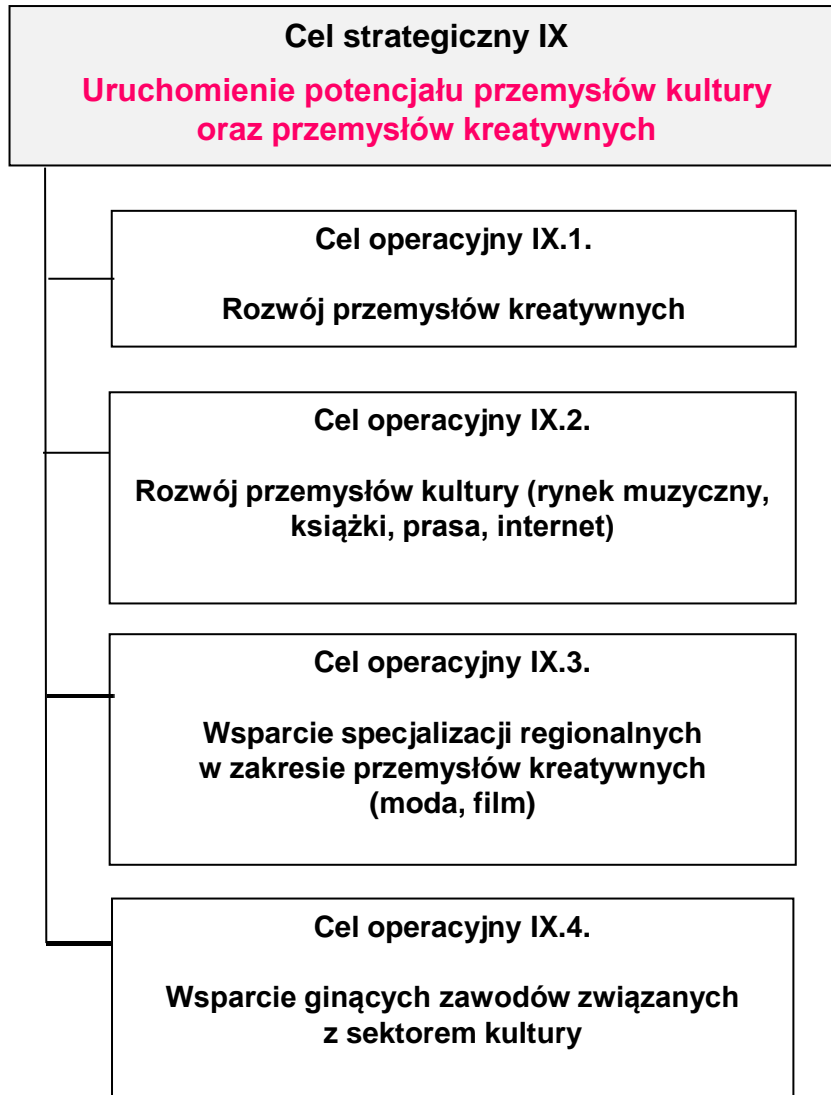 Cel strategiczny IX
Uruchomienie potencjału przemysłów kultury
oraz przemysłów kreatywnych
Cel operacyjny IX.1.
Rozwój przemysłów kreatywnych
Cel operacyjny IX.2.
Rozwój przemysłów kultury (rynek muzyczny,
książki, prasa, internet)
Cel operacyjny IX.3.
Wsparcie specjalizacji regionalnych
w zakresie przemysłów kreatywnych
(moda, film)
Cel operacyjny IX.4.
Wsparcie ginących zawodów związanych
z sektorem kultury